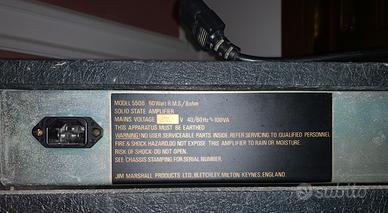 MODEL 5506 60 Watt R.M.S./8ohm
SOLID STATE AMPLIFIER
MAINS VOLTAGE V 40/60Hz~100VA
THIS APPARATUS MUST BE EARTHED
WARNING: NO USER SERVICEABLE PARTS INSIDE. REFER SERVICING TO QUALIFIED PERSONNEL
FIRE & SHOCK HAZARD. DO NOT EXPOSE THIS AMPLIFIER TO RAIN OR MOISTURE.
RISK OF SHOCK-DO NOT OPEN.
SEE CHASSIS STAMPING FOR SERIAL NUMBER.
JIM MARSHALL PRODUCTS LTD. BLETCHLEY, MILTON KEYNES, ENGLAND.
subito